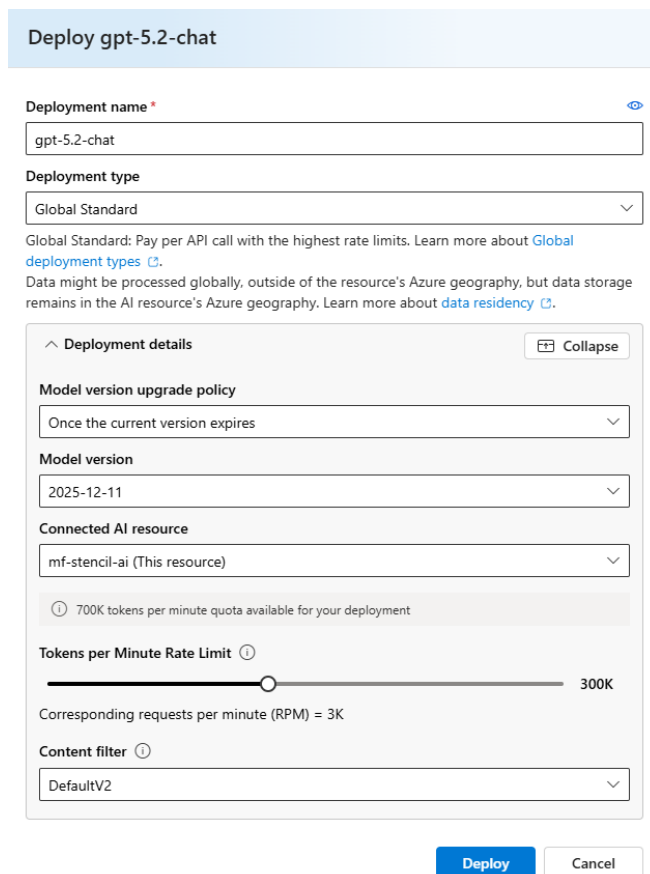 Deploy gpt-5.2-chat
Deployment name *
gpt-5.2-chat
Deployment type
Global Standard
Global Standard: Pay per API call with the highest rate limits. Learn more about Global
deployment types.
Data might be processed globally, outside of the resource's Azure geography, but data storage
remains in the AI resource's Azure geography. Learn more about data residency.
Deployment details
Collapse
Model version upgrade policy
Once the current version expires
Model version
2025-12-11
Connected AI resource
mf-stencil-ai (This resource)
700K tokens per minute quota available for your deployment
Tokens per Minute Rate Limit
300K
Corresponding requests per minute (RPM) = 3K
Content filter
DefaultV2
Deploy
Cancel